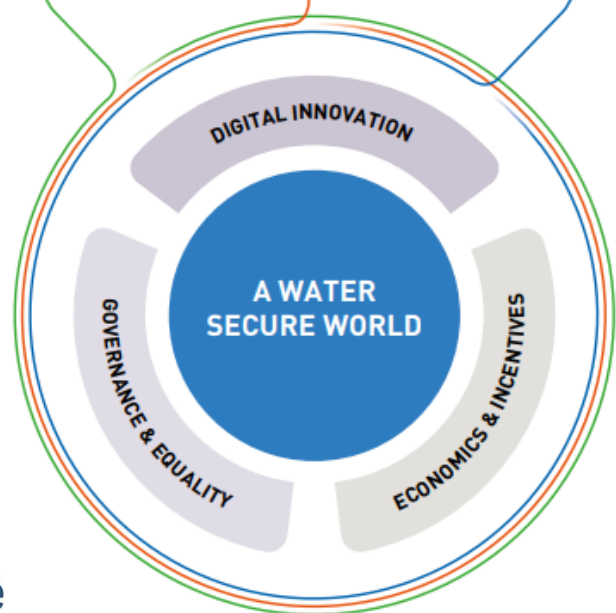 DIGITAL INNOVATION
A WATER
SECURE WORLD
GOVERNANCE & EQUALITY
ECONOMICS & INCENTIVES
e